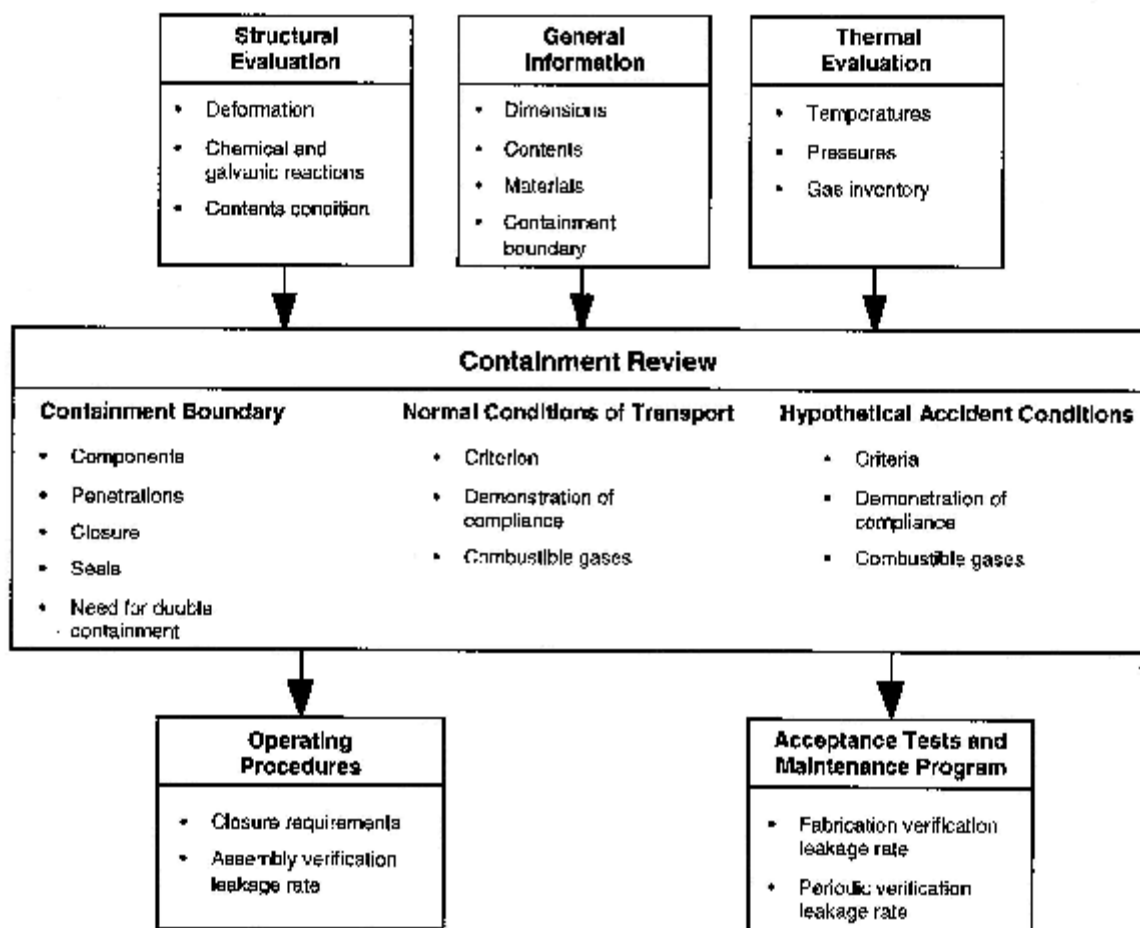 Structural
Evaluation
• Deformation
• Chemical and
galvanic reactions
• Contents condition
General
Information
• Dimensions
• Contents
• Materials
• Containment
boundary
Thermal
Evaluation
• Temperatures
• Pressures
• Gas inventory
Containment Review
Containment Boundary
• Components
• Penetrations
• Closure
• Seals
• Need for double
containment
Normal Conditions of Transport
• Criterion
• Demonstration of
compliance
• Combustible gases
Hypothetical Accident Conditions
• Criteria
• Demonstration of
compliance
• Combustible gases
Operating
Procedures
• Closure requirements
• Assembly verification
leakage rate
Acceptance Tests and
Maintenance Program
• Fabrication verification
leakage rate
• Periodic verification
leakage rate